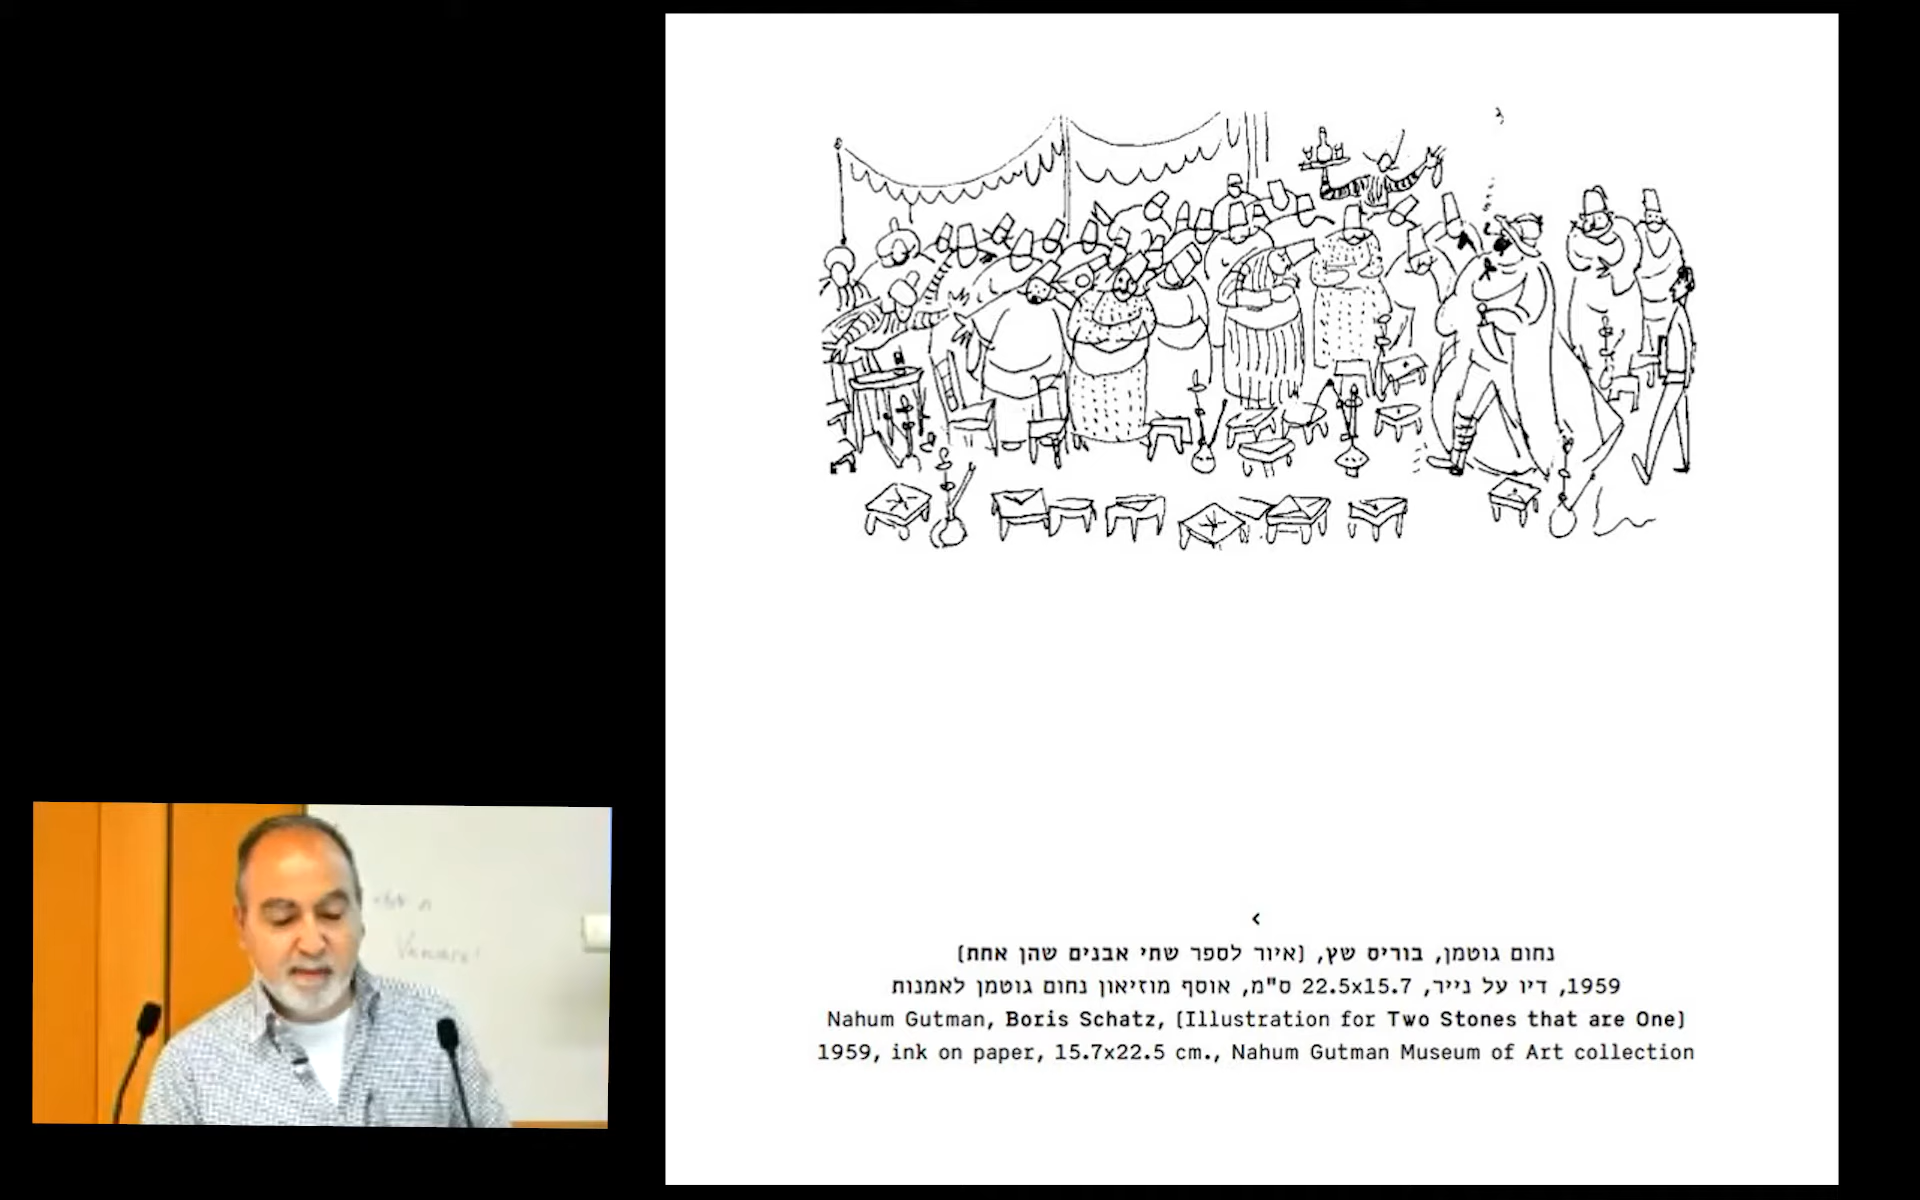 נחום גוטמן, בוריס שץ, (איור לספר שתי אבנים שהן אחת)
1959, דיו על נייר, 22.5x15.7 ס"מ, אוסף מוזיאון נחום גוטמן לאמנות
Nahum Gutman, Boris Schatz, (Illustration for Two Stones that are One)
1959, ink on paper, 15.7x22.5 cm., Nahum Gutman Museum of Art collection